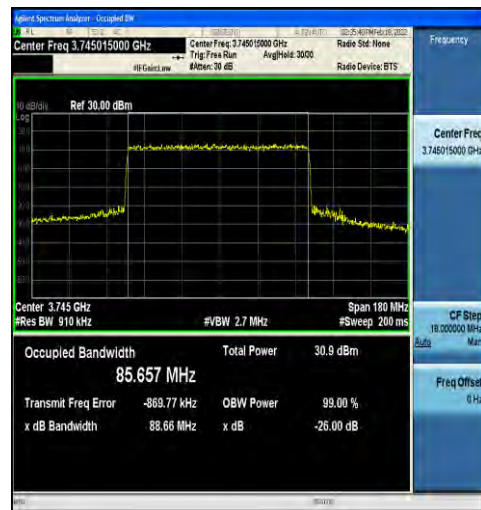 Agilent Spectrum Analyzer - Occupied BW
Center Freq 3.745015000 GHz
Center Freq: 3.745015000 GHz
Radio Std: None
Trig: Free Run
Avg|Hold: 30/30
#IFGain:Low
#Atten: 30 dB
Radio Device: BTS
Frequency
10 dB/div
Ref 30.00 dBm
Log
Center Freq
3.745015000 GHz
Center 3.745 GHz
Span 180 MHz
#Res BW 910 kHz
#VBW 2.7 MHz
#Sweep 200 ms
CF Step
18.000000 MHz
Auto
Man
Occupied Bandwidth
Total Power
30.9 dBm
85.657 MHz
Transmit Freq Error
-869.77 kHz
OBW Power
99.00 %
x dB Bandwidth
88.66 MHz
x dB
-26.00 dB
Freq Offset
0 Hz